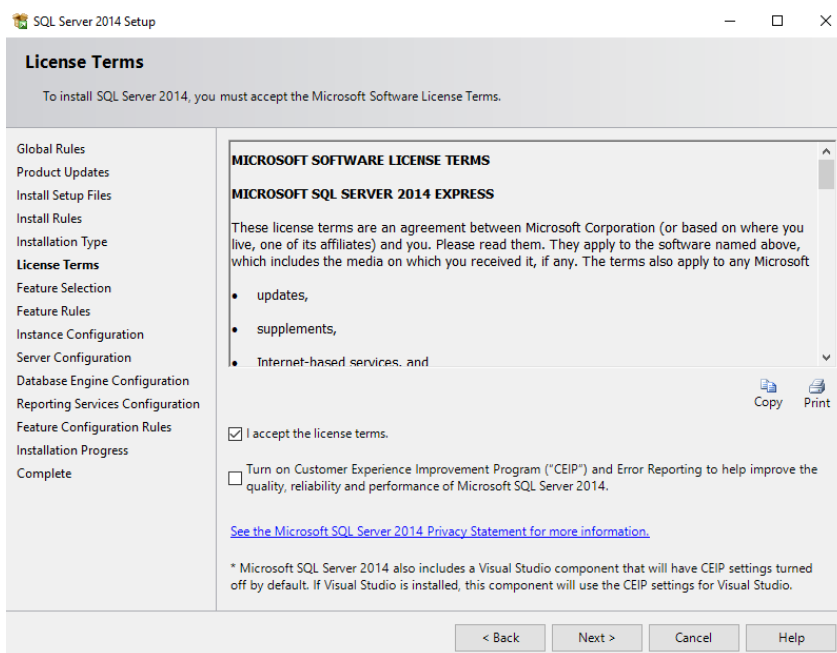 SQL Server 2014 Setup
License Terms
To install SQL Server 2014, you must accept the Microsoft Software License Terms.
Global Rules
Product Updates
Install Setup Files
Install Rules
Installation Type
License Terms
Feature Selection
Feature Rules
Instance Configuration
Server Configuration
Database Engine Configuration
Reporting Services Configuration
Feature Configuration Rules
Installation Progress
Complete
MICROSOFT SOFTWARE LICENSE TERMS
MICROSOFT SQL SERVER 2014 EXPRESS
These license terms are an agreement between Microsoft Corporation (or based on where you
live, one of its affiliates) and you. Please read them. They apply to the software named above,
which includes the media on which you received it, if any. The terms also apply to any Microsoft
• updates,
• supplements,
• Internet-based services, and
Copy Print
I accept the license terms.
Turn on Customer Experience Improvement Program ("CEIP") and Error Reporting to help improve the
quality, reliability and performance of Microsoft SQL Server 2014.
See the Microsoft SQL Server 2014 Privacy Statement for more information.
* Microsoft SQL Server 2014 also includes a Visual Studio component that will have CEIP settings turned
off by default. If Visual Studio is installed, this component will use the CEIP settings for Visual Studio.
< Back Next > Cancel Help